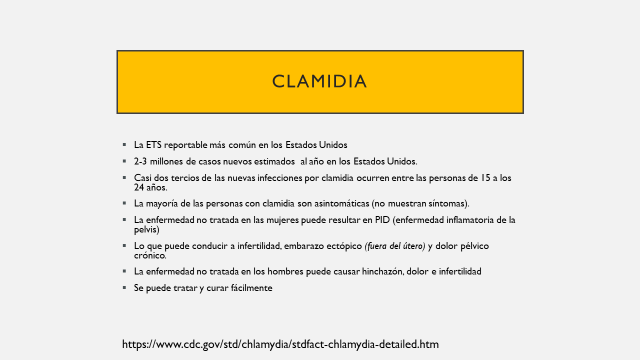 CLAMIDIA
▪ La ETS reportable más común en los Estados Unidos
▪ 2-3 millones de casos nuevos estimados al año en los Estados Unidos.
▪ Casi dos tercios de las nuevas infecciones por clamidia ocurren entre las personas de 15 a los
24 años.
▪ La mayoría de las personas con clamidia son asintomáticas (no muestran síntomas).
▪ La enfermedad no tratada en las mujeres puede resultar en PID (enfermedad inflamatoria de la
pelvis)
▪ Lo que puede conducir a infertilidad, embarazo ectópico (fuera del útero) y dolor pélvico
crónico.
▪ La enfermedad no tratada en los hombres puede causar hinchazón, dolor e infertilidad
▪ Se puede tratar y curar fácilmente
https://www.cdc.gov/std/chlamydia/stdfact-chlamydia-detailed.htm